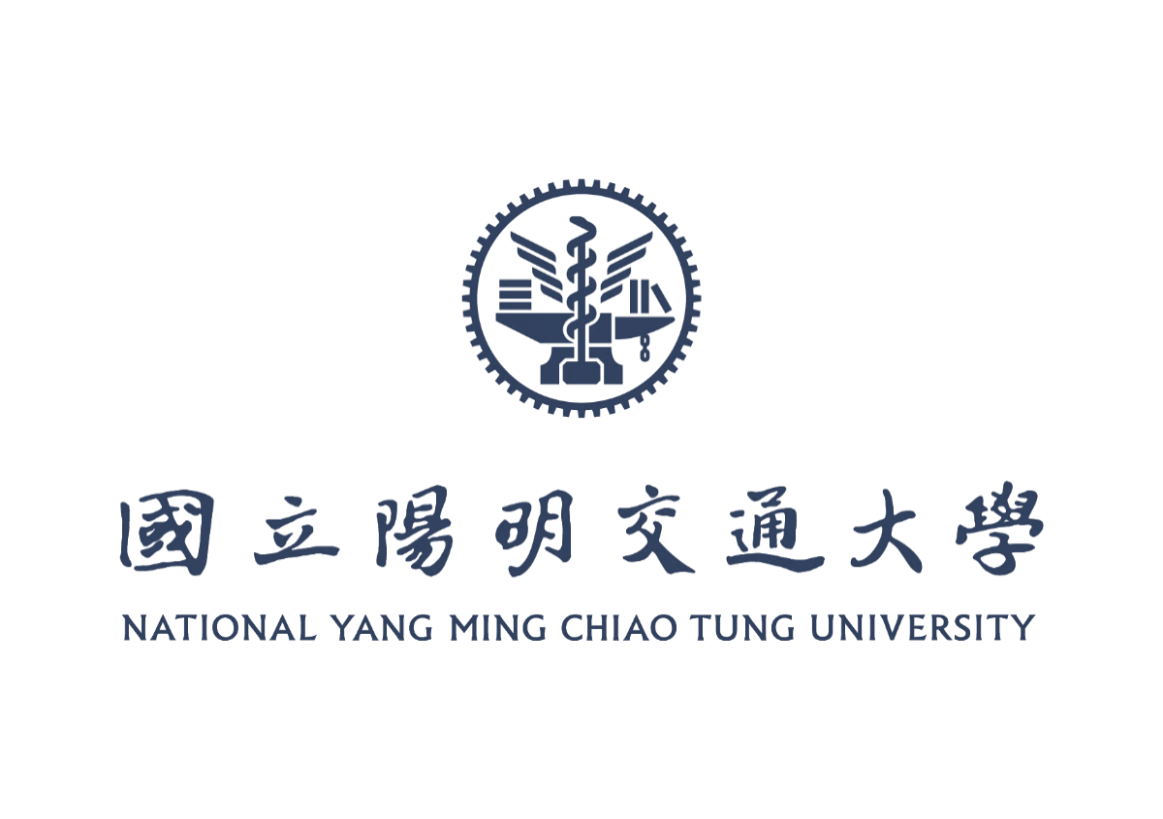 國立陽明交通大學
NATIONAL YANG MING CHIAO TUNG UNIVERSITY